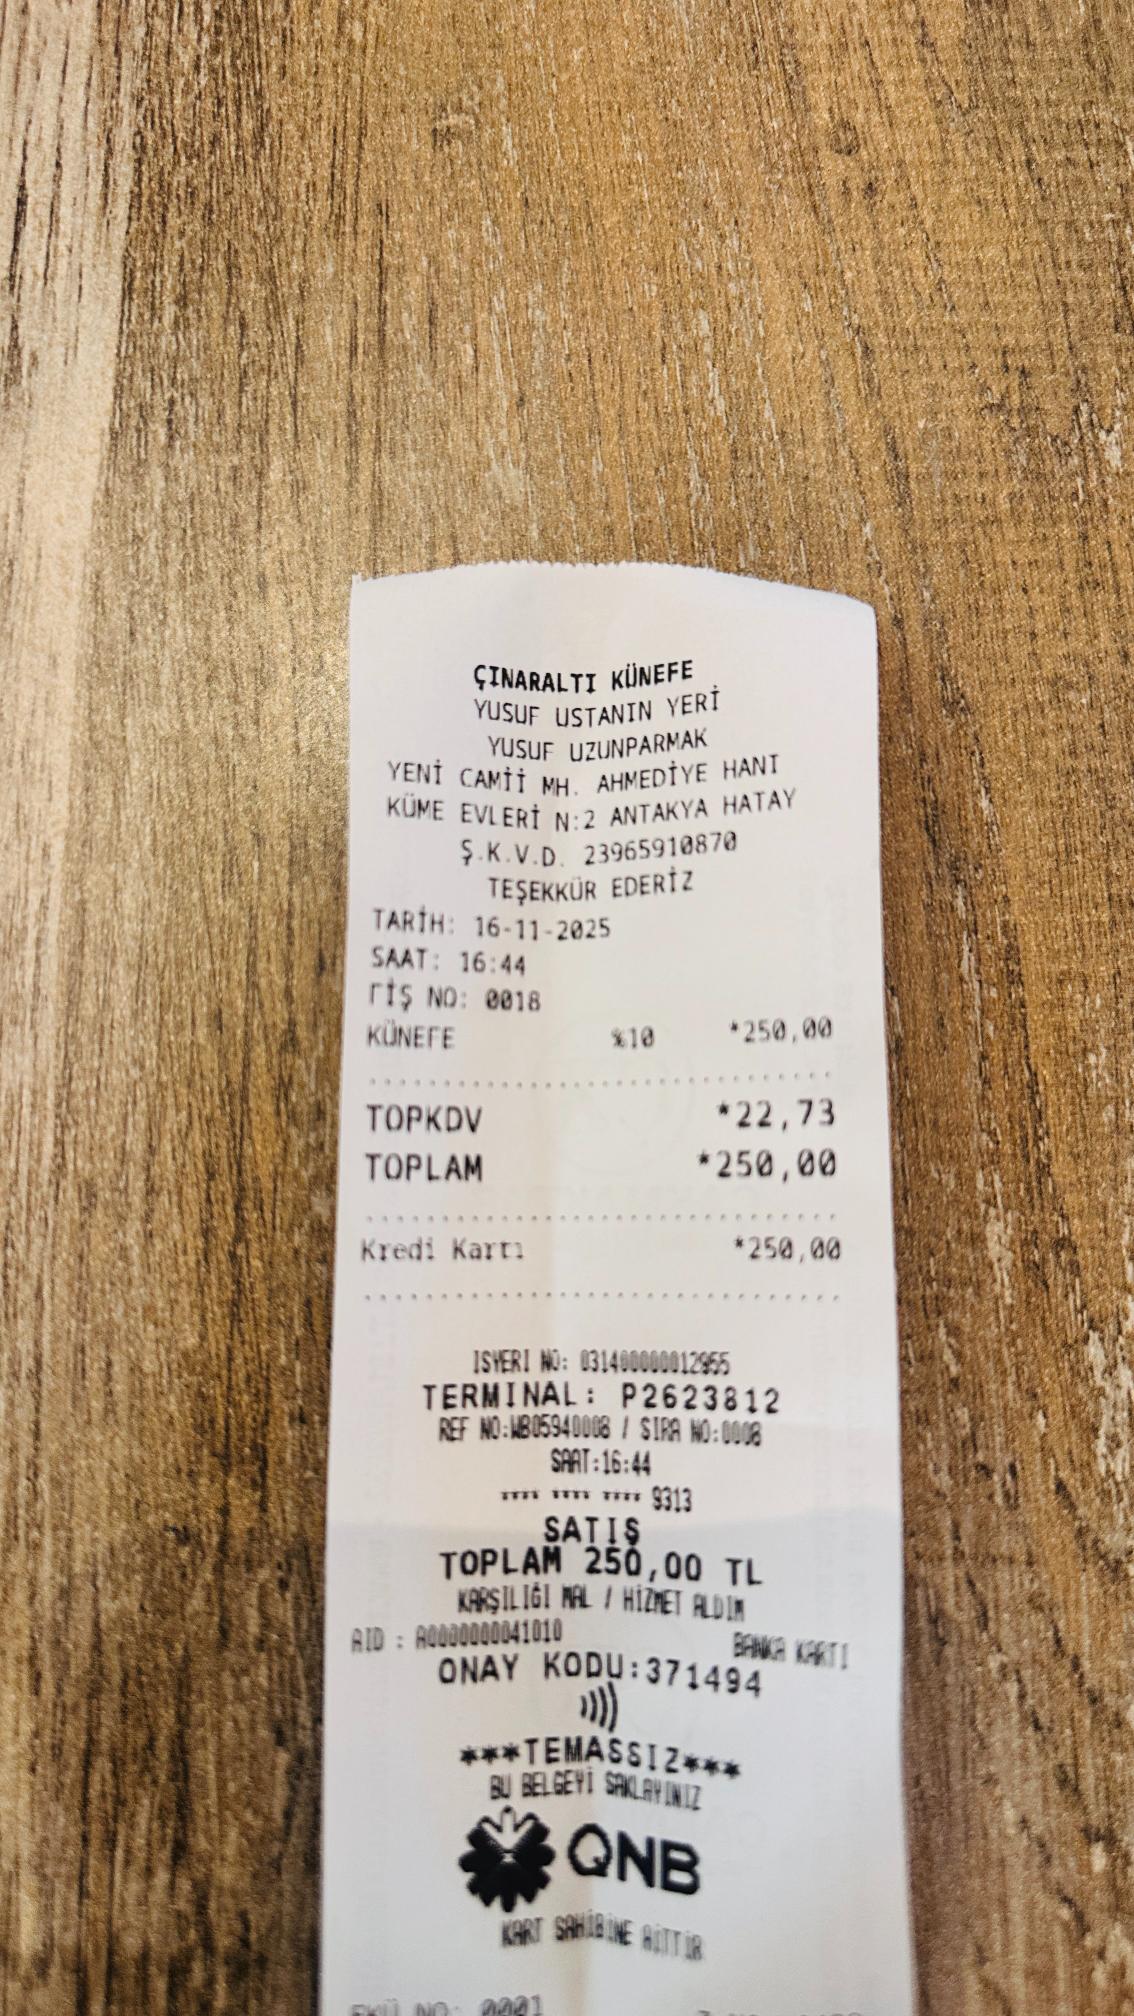 ÇINARALTI KÜNEFE
YUSUF USTANIN YERİ
YUSUF UZUNPARMAK
YENİ CAMİİ MH. AHMEDİYE HANI
KÜME EVLERİ N:2 ANTAKYA HATAY
Ş.K.V.D. 23965910870
TEŞEKKÜR EDERİZ
TARİH: 16-11-2025
SAAT: 16:44
FİŞ NO: 0018
KÜNEFE %10 *250,00
TOPKDV *22,73
TOPLAM *250,00
Kredi Kartı *250,00
ISYERI NO: 031400000012955
TERMINAL: P2623812
REF NO:WB05940008 / SIRA NO:0008
SAAT:16:44
**** **** **** 9313
SATIŞ
TOPLAM 250,00 TL
KARŞILIĞI MAL / HİZMET ALDIM
AID : A0000000041010 BANKA KARTI
ONAY KODU:371494
***TEMASSIZ***
BU BELGEYİ SAKLAYINIZ
QNB
KART SAHİBİNE AİTTİR
EKÜ NO: 0001